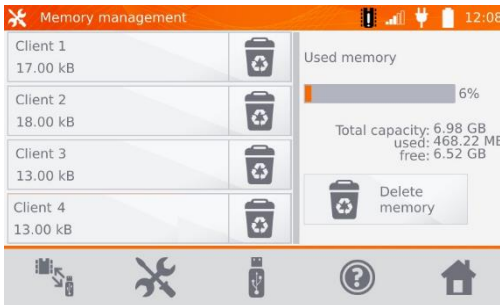 Memory management
12:08
Client 1
17.00 kB
Client 2
18.00 kB
Client 3
13.00 kB
Client 4
13.00 kB
Used memory
6%
Total capacity: 6.98 GB
used: 468.22 MB
free: 6.52 GB
Delete
memory